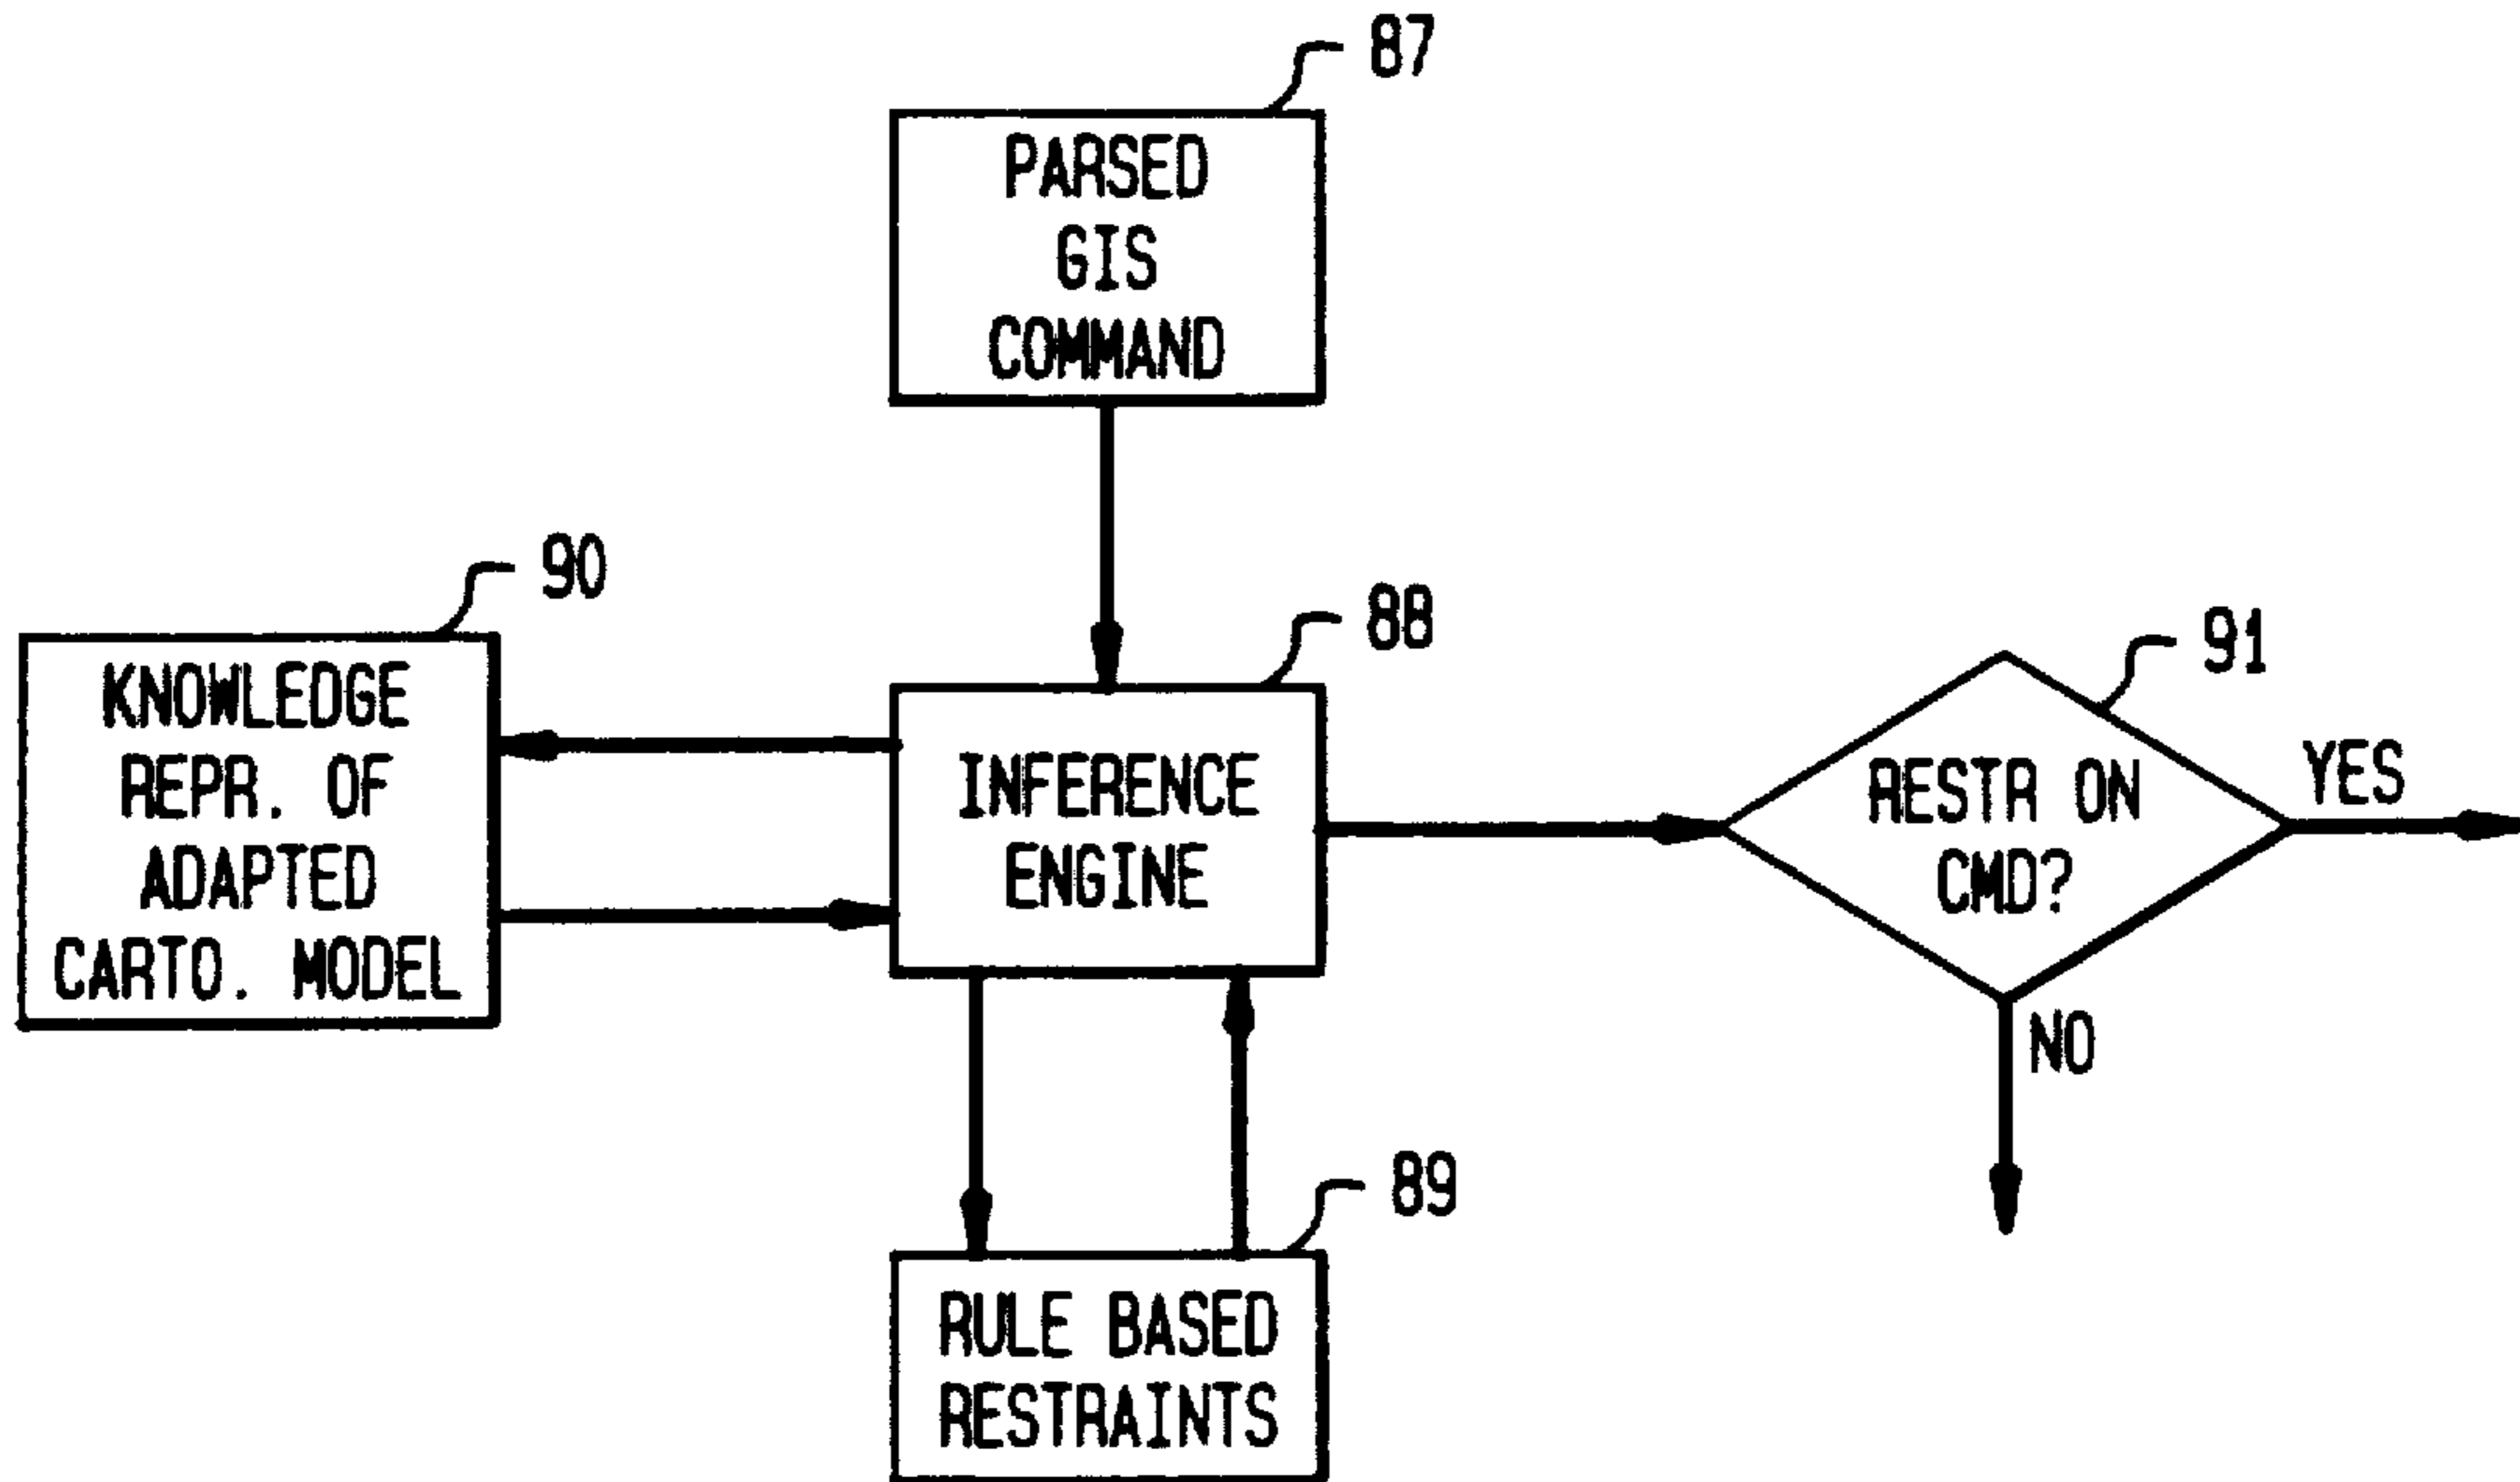 87
PARSED
GIS
COMMAND
90
KNOWLEDGE
REPR. OF
ADAPTED
CARTO. MODEL
88
INFERENCE
ENGINE
91
RESTR ON
CMD?
YES
NO
89
RULE BASED
RESTRAINTS